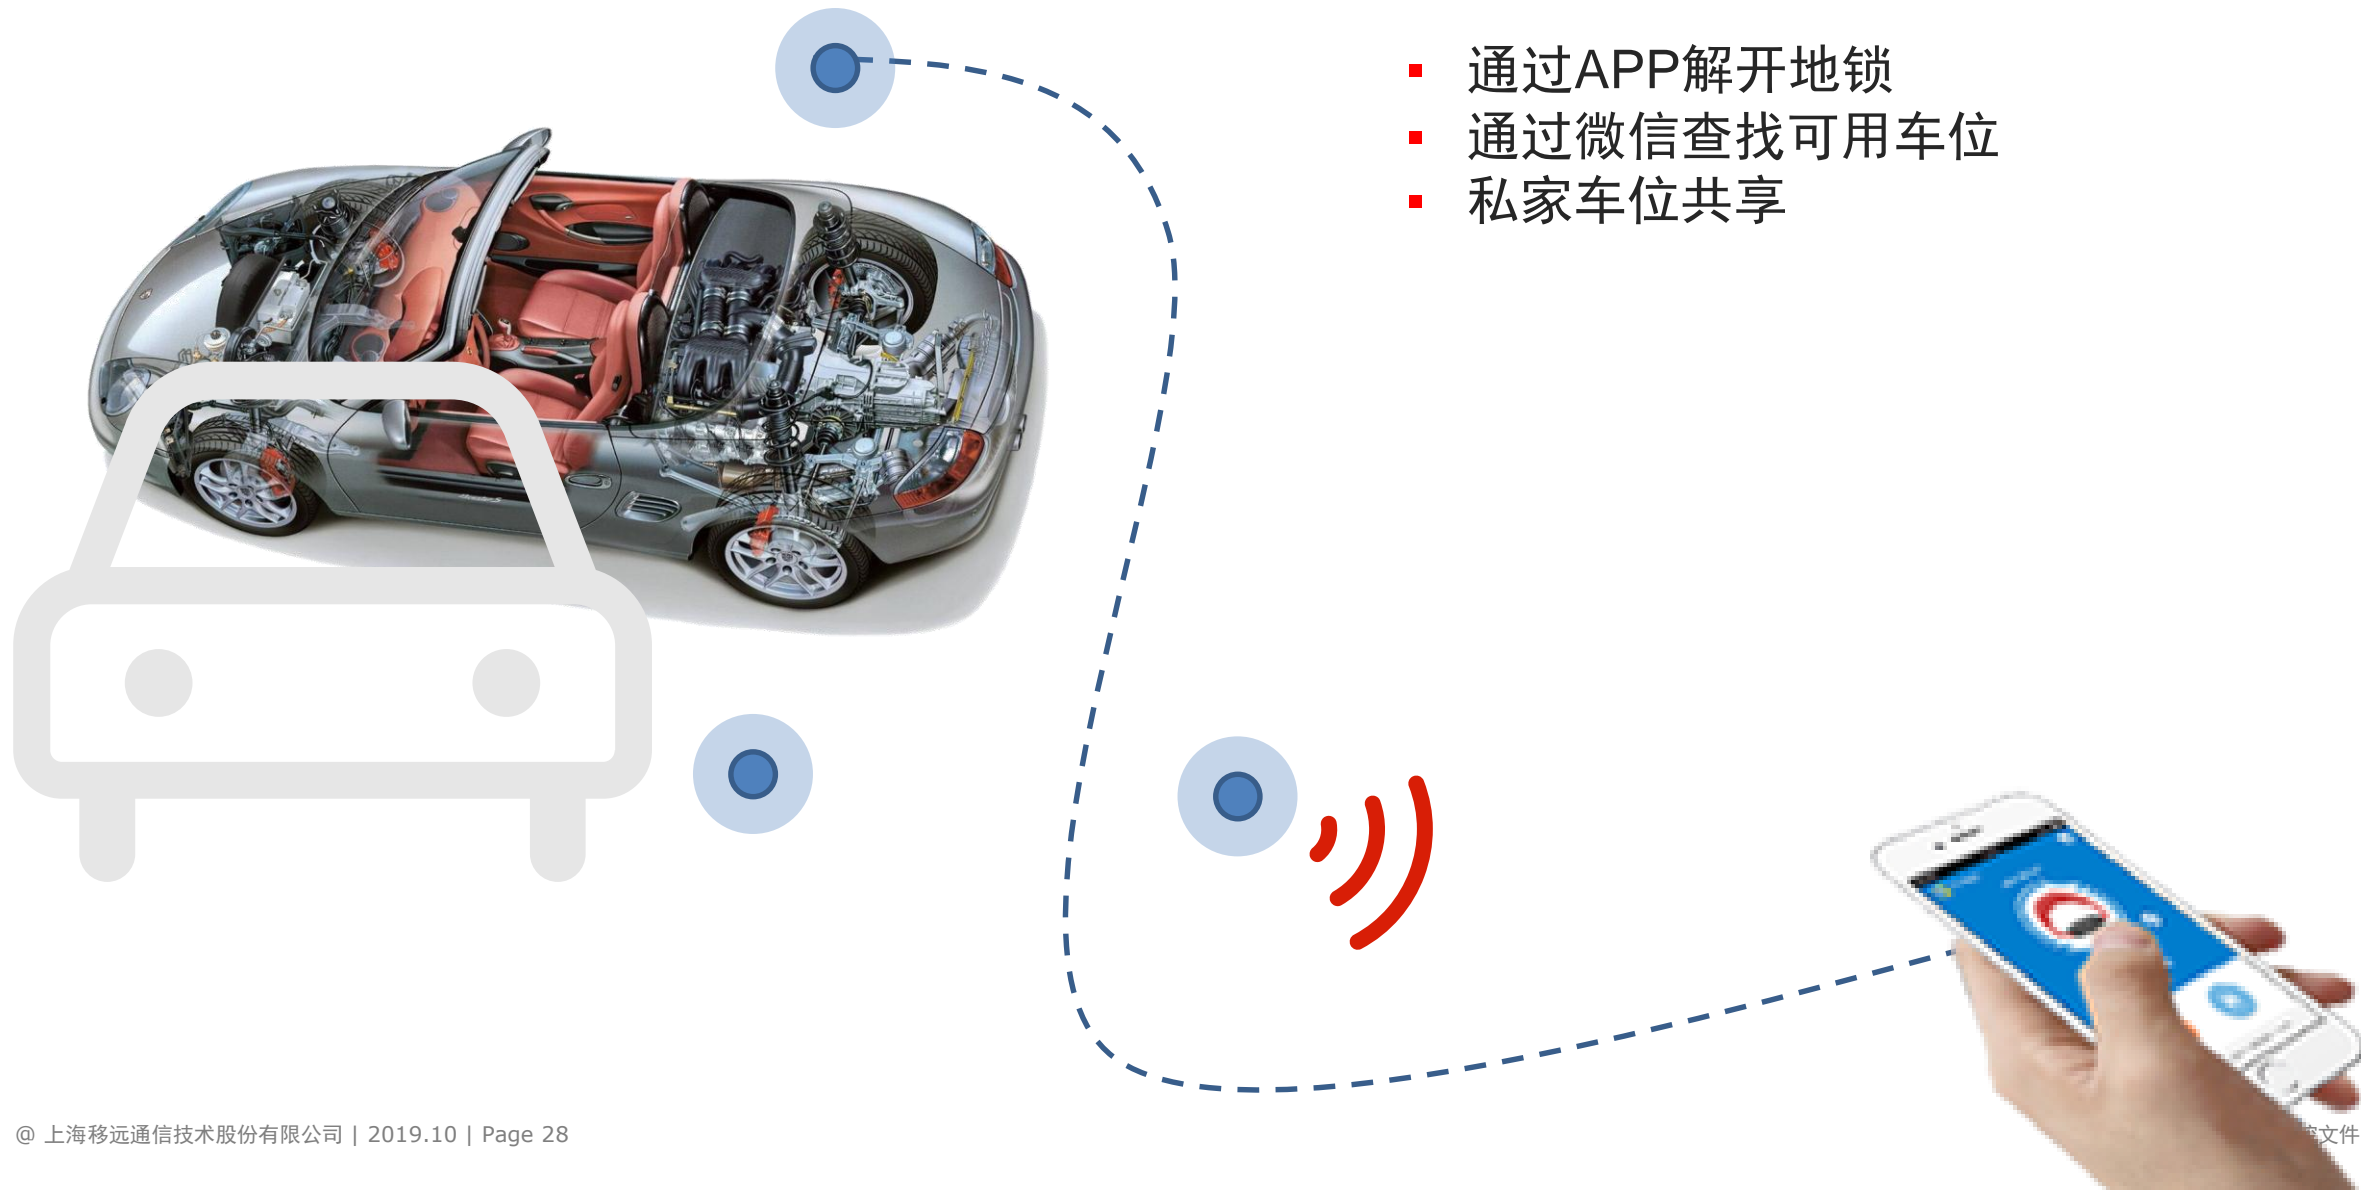 通过APP解开地锁
通过微信查找可用车位
私家车位共享
@ 上海移远通信技术股份有限公司 | 2019.10 | Page 28
文件